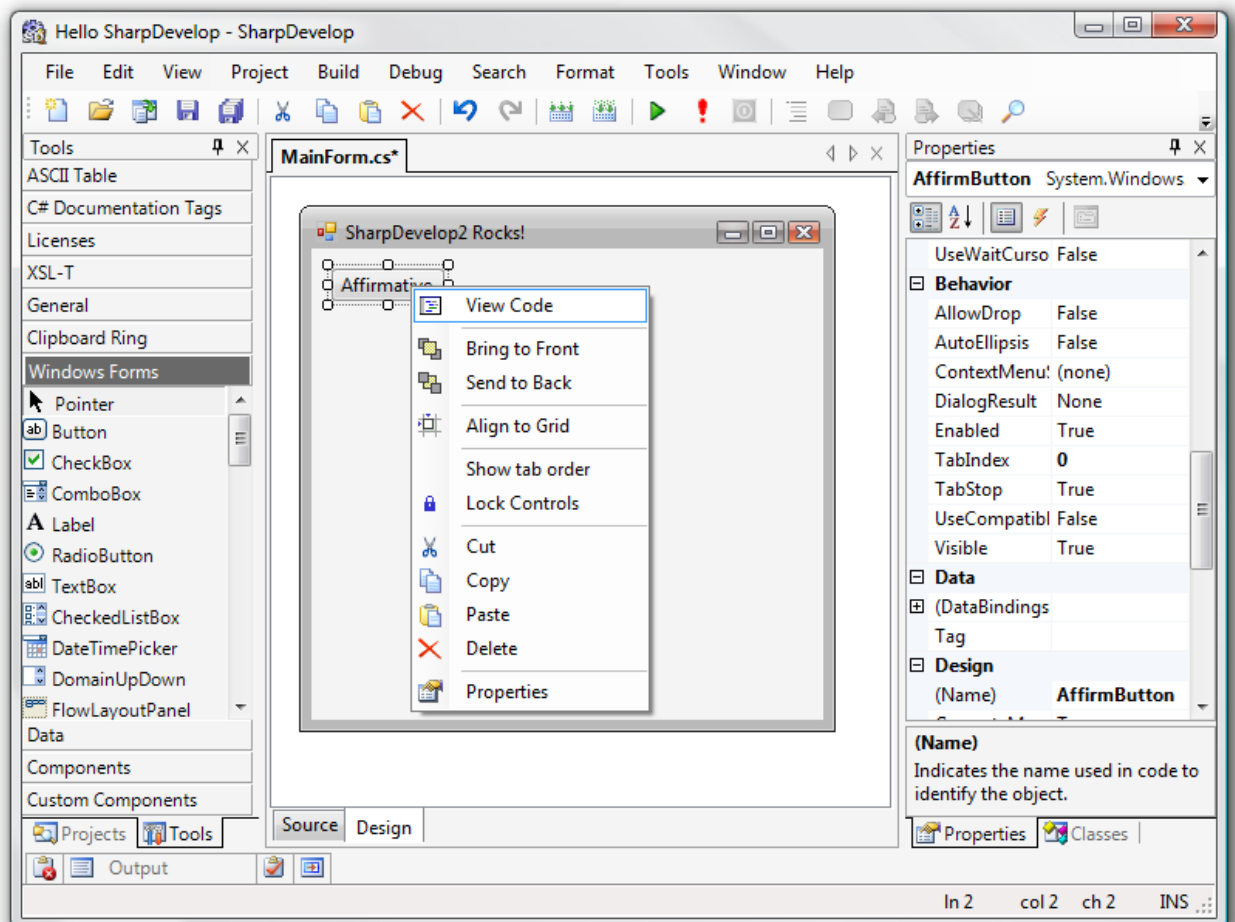 Hello SharpDevelop - SharpDevelop
File Edit View Project Build Debug Search Format Tools Window Help
Tools
ASCII Table
C# Documentation Tags
Licenses
XSL-T
General
Clipboard Ring
Windows Forms
Pointer
ab Button
CheckBox
ComboBox
A Label
RadioButton
abl TextBox
CheckedListBox
DateTimePicker
DomainUpDown
FlowLayoutPanel
Data
Components
Custom Components
Projects Tools
MainForm.cs*
SharpDevelop2 Rocks!
Affirmative
View Code
Bring to Front
Send to Back
Align to Grid
Show tab order
Lock Controls
Cut
Copy
Paste
Delete
Properties
Source Design
Properties
AffirmButton System.Windows
UseWaitCurso False
Behavior
AllowDrop False
AutoEllipsis False
ContextMenuS (none)
DialogResult None
Enabled True
TabIndex 0
TabStop True
UseCompatibl False
Visible True
Data
(DataBindings
Tag
Design
(Name) AffirmButton
(Name)
Indicates the name used in code to
identify the object.
Properties Classes
Output
ln 2 col 2 ch 2 INS